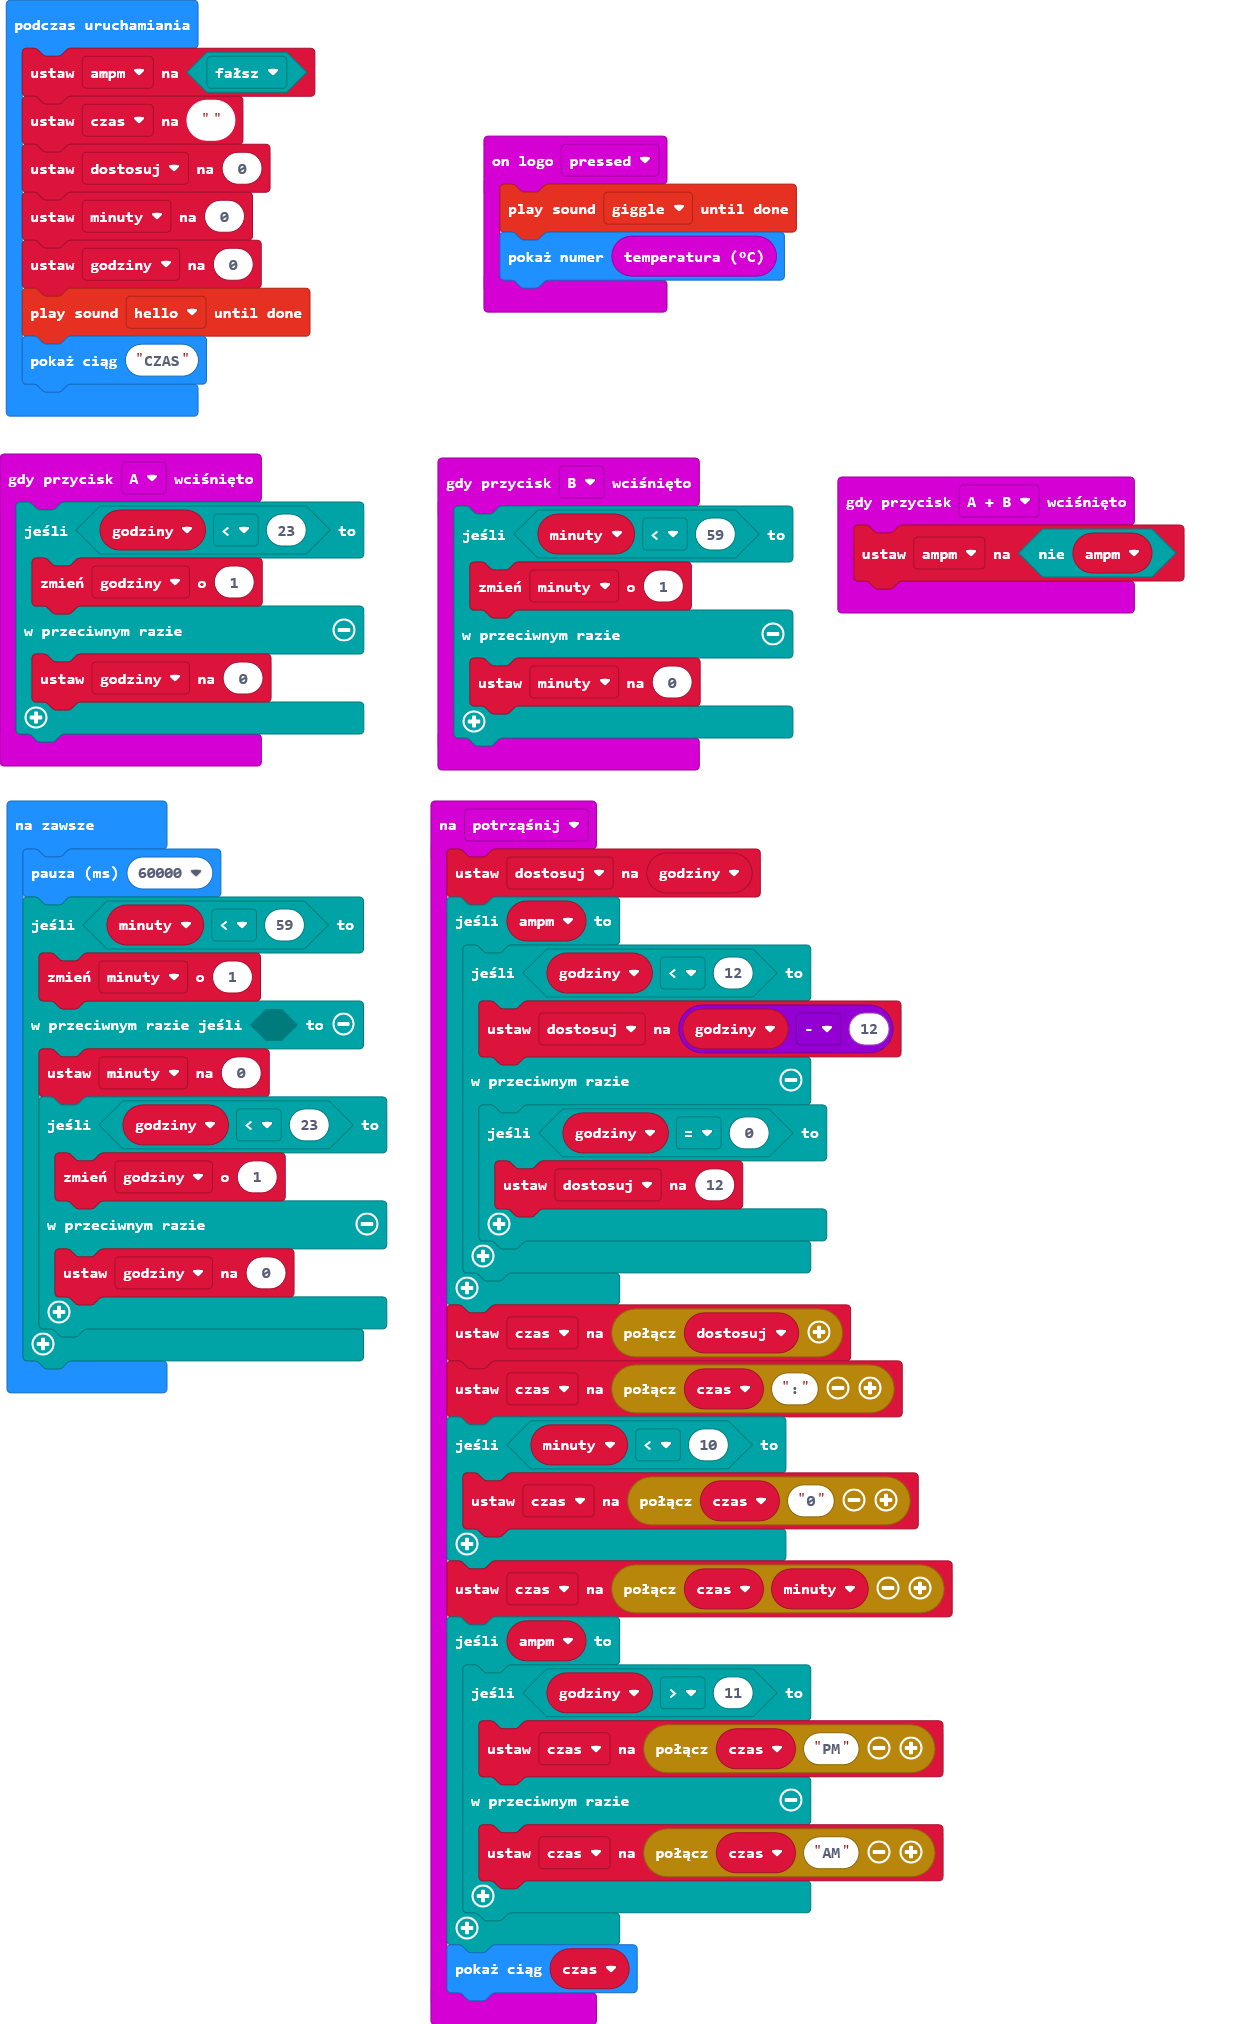 podczas uruchamiania
ustaw ampm na fałsz
ustaw czas na " "
ustaw dostosuj na 0
ustaw minuty na 0
ustaw godziny na 0
play sound hello until done
pokaż ciąg "CZAS"
on logo pressed
play sound giggle until done
pokaż numer temperatura (ºC)
gdy przycisk A wciśnięto
jeśli godziny < 23 to
zmień godziny o 1
w przeciwnym razie
ustaw godziny na 0
gdy przycisk B wciśnięto
jeśli minuty < 59 to
zmień minuty o 1
w przeciwnym razie
ustaw minuty na 0
gdy przycisk A + B wciśnięto
ustaw ampm na nie ampm
na zawsze
pauza (ms) 60000
jeśli minuty < 59 to
zmień minuty o 1
w przeciwnym razie jeśli to
ustaw minuty na 0
jeśli godziny < 23 to
zmień godziny o 1
w przeciwnym razie
ustaw godziny na 0
na potrząśnij
ustaw dostosuj na godziny
jeśli ampm to
jeśli godziny < 12 to
ustaw dostosuj na godziny - 12
w przeciwnym razie
jeśli godziny = 0 to
ustaw dostosuj na 12
ustaw czas na połącz dostosuj
ustaw czas na połącz czas ":"
jeśli minuty < 10 to
ustaw czas na połącz czas "0"
ustaw czas na połącz czas minuty
jeśli ampm to
jeśli godziny > 11 to
ustaw czas na połącz czas "PM"
w przeciwnym razie
ustaw czas na połącz czas "AM"
pokaż ciąg czas